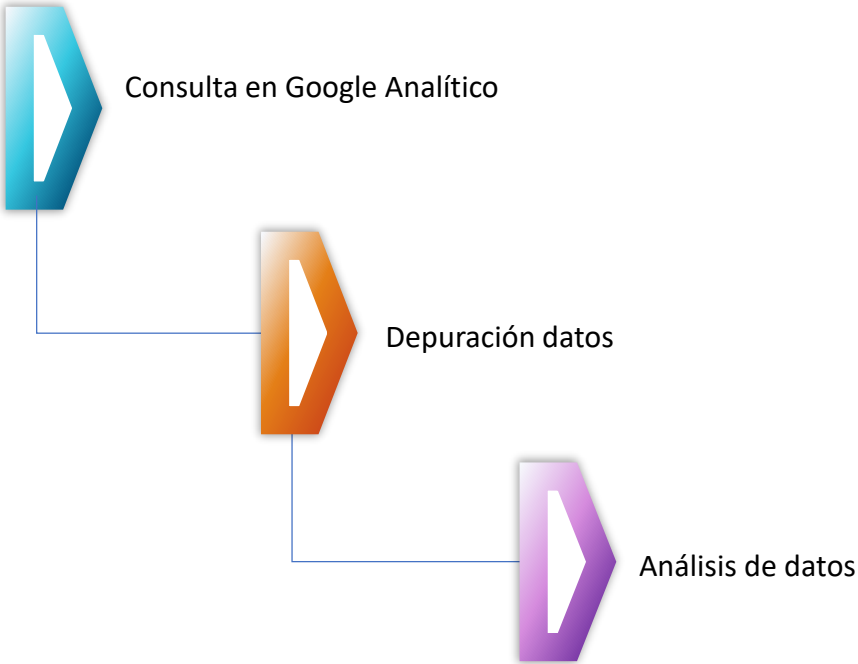 Consulta en Google Analítico
Depuración datos
Análisis de datos